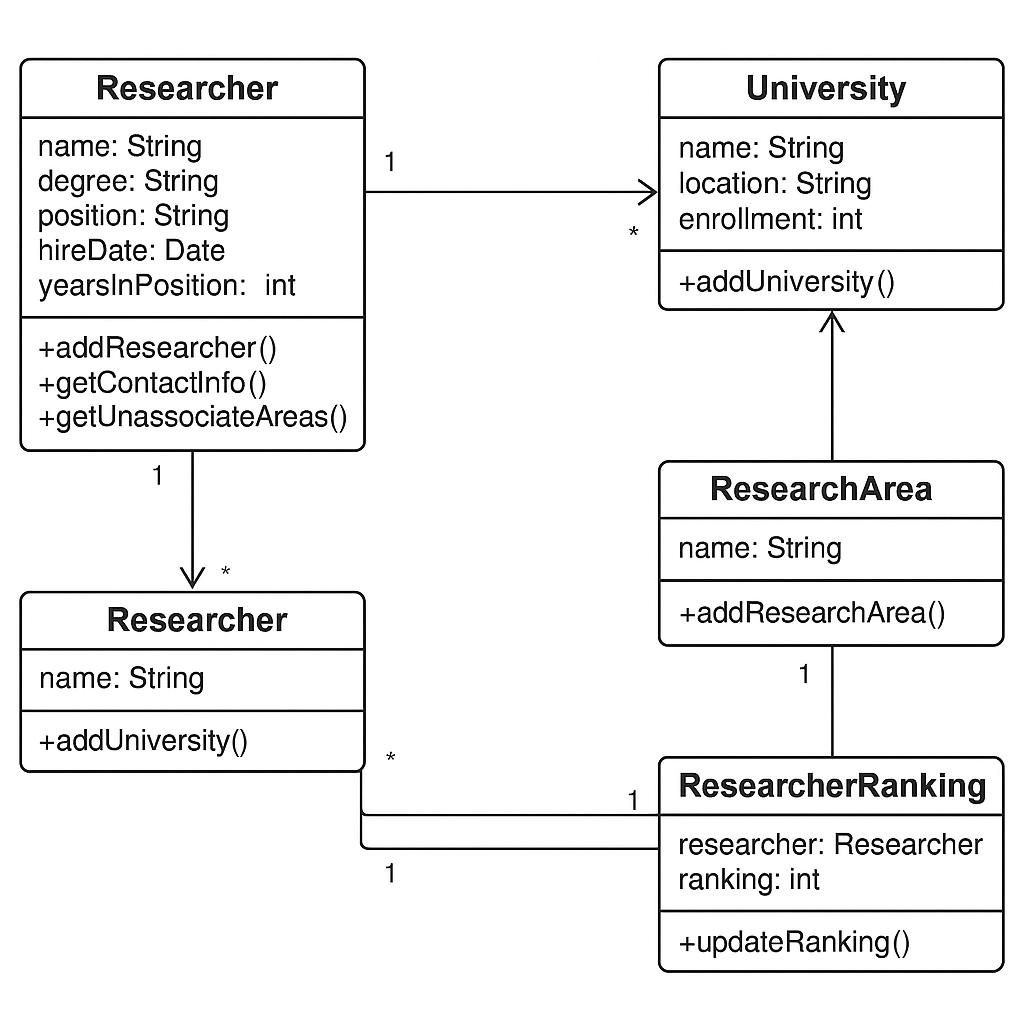 Researcher
name: String
degree: String
position: String
hireDate: Date
yearsInPosition: int
+addResearcher()
+getContactInfo()
+getUnassociateAreas()
1
*
University
name: String
location: String
enrollment: int
+addUniversity()
1
*
Researcher
name: String
+addUniversity()
ResearchArea
name: String
+addResearchArea()
1
*
1
1
ResearcherRanking
researcher: Researcher
ranking: int
+updateRanking()